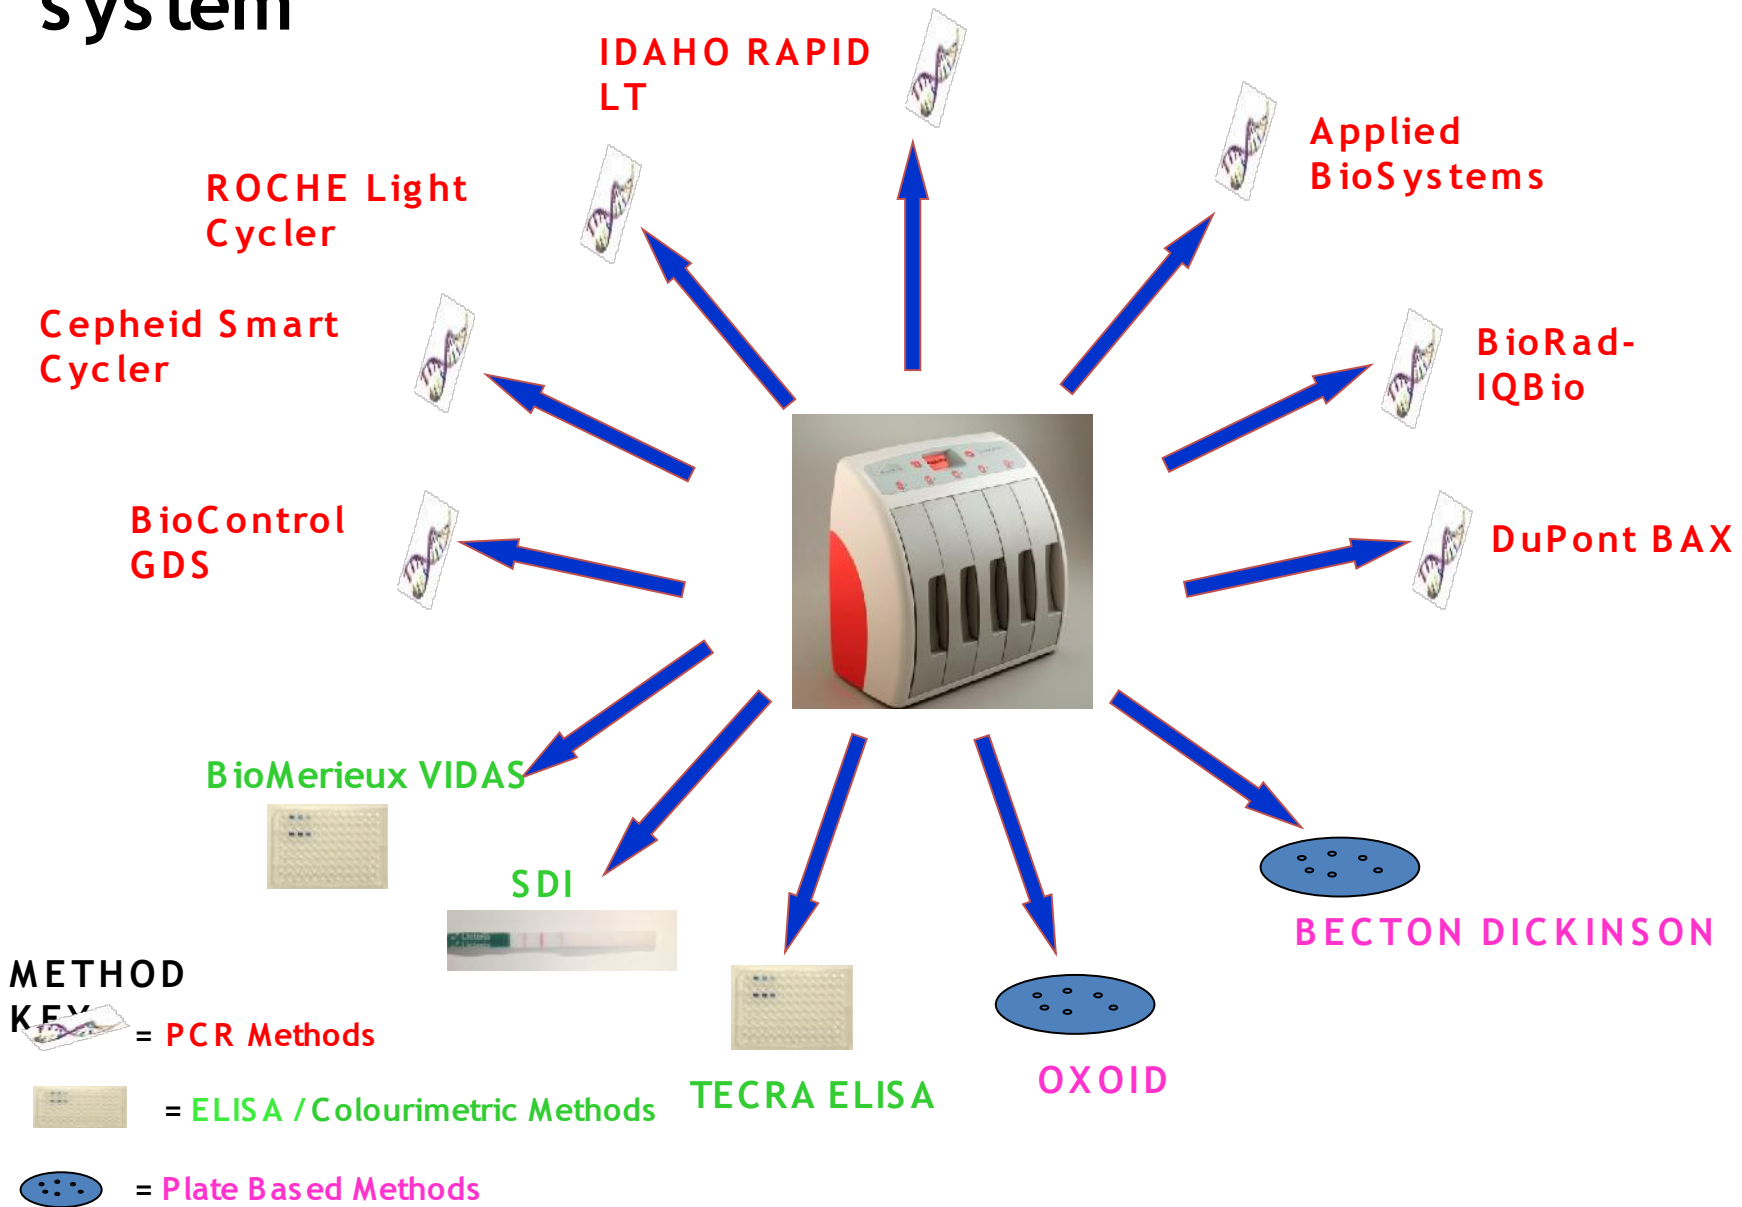 system
IDAHO RAPID
LT
Applied
BioSystems
ROCHE Light
Cycler
Cepheid Smart
Cycler
BioRad-
IQBio
BioControl
GDS
DuPont BAX
BioMerieux VIDAS
SDI
BECTON DICKINSON
METHOD
KEY
= PCR Methods
OXOID
TECRA ELISA
= ELISA / Colourimetric Methods
= Plate Based Methods